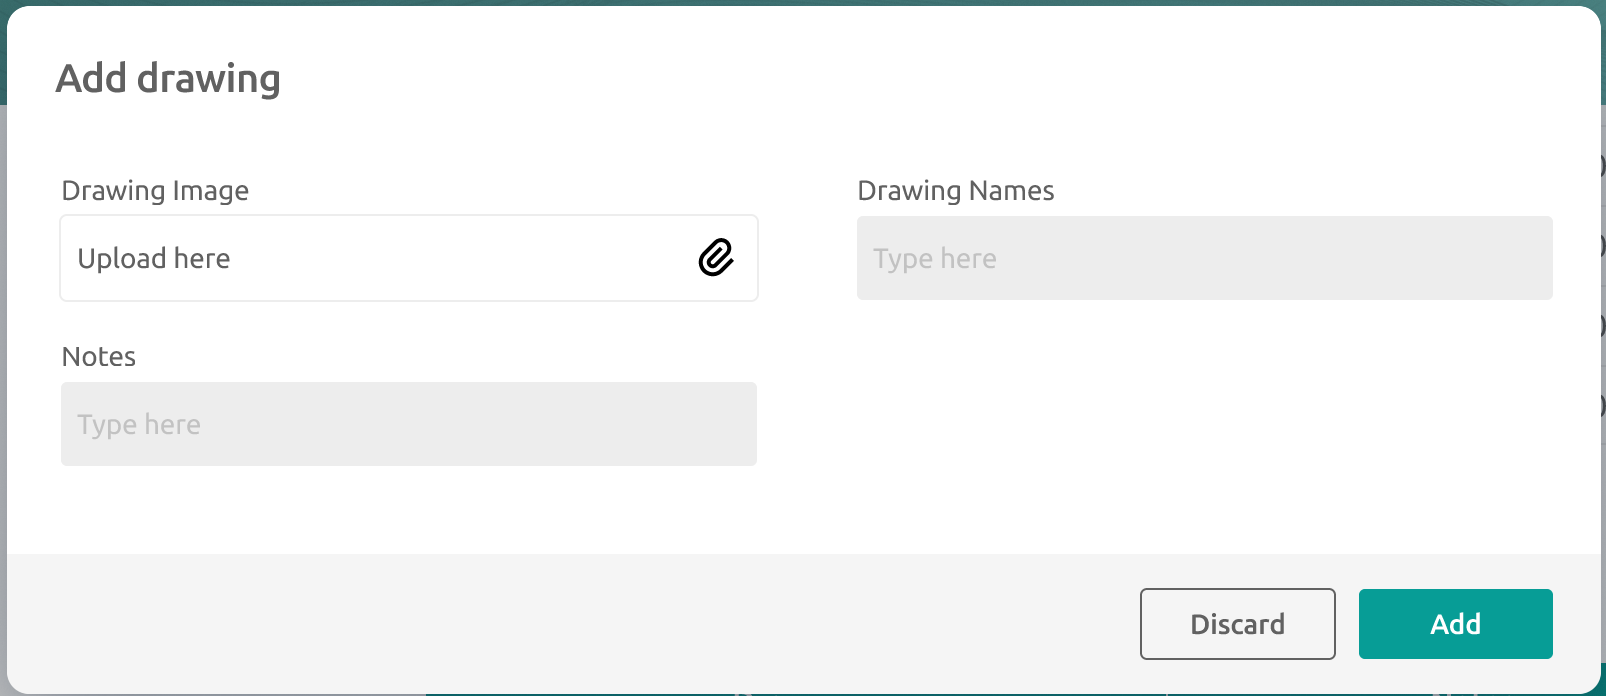 Add drawing
Drawing Image
Drawing Names
Upload here
Type here
Notes
Type here
Discard
Add